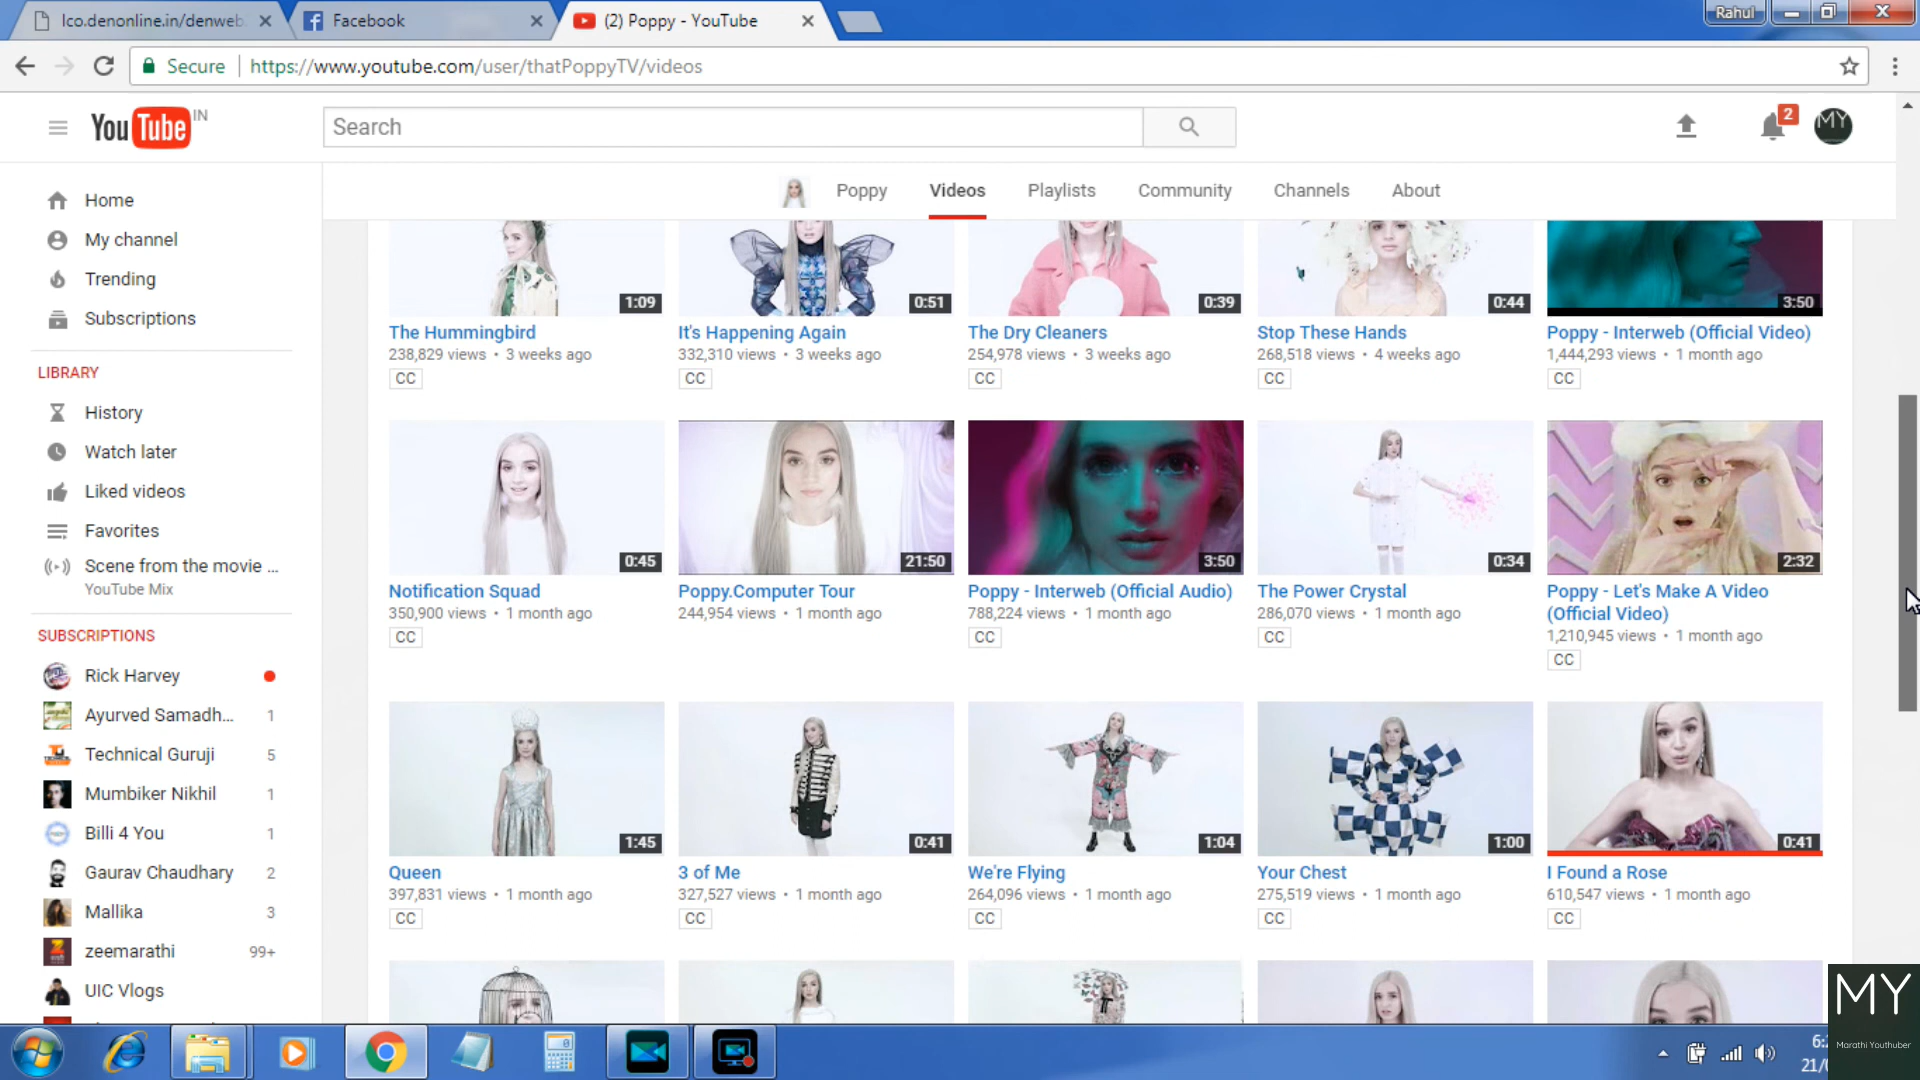 lco.denonline.in/denweb
Facebook
(2) Poppy - YouTube
Rahul
Secure
https://www.youtube.com/user/thatPoppyTV/videos
YouTube IN
Search
2
MY
Poppy
Videos
Playlists
Community
Channels
About
Home
My channel
Trending
Subscriptions
LIBRARY
History
Watch later
Liked videos
Favorites
Scene from the movie ...
YouTube Mix
SUBSCRIPTIONS
Rick Harvey
Ayurved Samadh... 1
Technical Guruji 5
Mumbiker Nikhil 1
Billi 4 You 1
Gaurav Chaudhary 2
Mallika 3
zeemarathi 99+
UIC Vlogs
1:09
The Hummingbird
238,829 views • 3 weeks ago
CC
0:51
It's Happening Again
332,310 views • 3 weeks ago
CC
0:39
The Dry Cleaners
254,978 views • 3 weeks ago
CC
0:44
Stop These Hands
268,518 views • 4 weeks ago
CC
3:50
Poppy - Interweb (Official Video)
1,444,293 views • 1 month ago
CC
0:45
Notification Squad
350,900 views • 1 month ago
CC
21:50
Poppy.Computer Tour
244,954 views • 1 month ago
3:50
Poppy - Interweb (Official Audio)
788,224 views • 1 month ago
CC
0:34
The Power Crystal
286,070 views • 1 month ago
CC
2:32
Poppy - Let's Make A Video
(Official Video)
1,210,945 views • 1 month ago
CC
1:45
Queen
397,831 views • 1 month ago
CC
0:41
3 of Me
327,527 views • 1 month ago
CC
1:04
We're Flying
264,096 views • 1 month ago
CC
1:00
Your Chest
275,519 views • 1 month ago
CC
0:41
I Found a Rose
610,547 views • 1 month ago
CC
MY
Marathi Youthuber